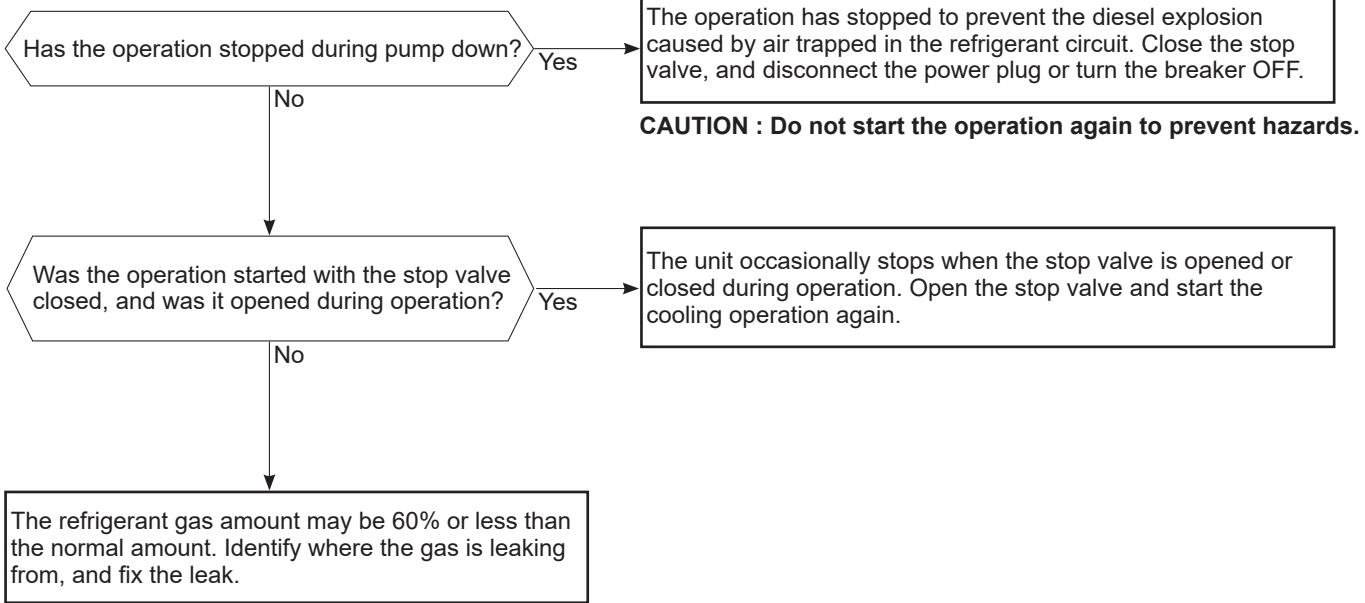 Has the operation stopped during pump down?
Yes
The operation has stopped to prevent the diesel explosion
caused by air trapped in the refrigerant circuit. Close the stop
valve, and disconnect the power plug or turn the breaker OFF.
CAUTION : Do not start the operation again to prevent hazards.
No
Was the operation started with the stop valve
closed, and was it opened during operation?
Yes
The unit occasionally stops when the stop valve is opened or
closed during operation. Open the stop valve and start the
cooling operation again.
No
The refrigerant gas amount may be 60% or less than
the normal amount. Identify where the gas is leaking
from, and fix the leak.